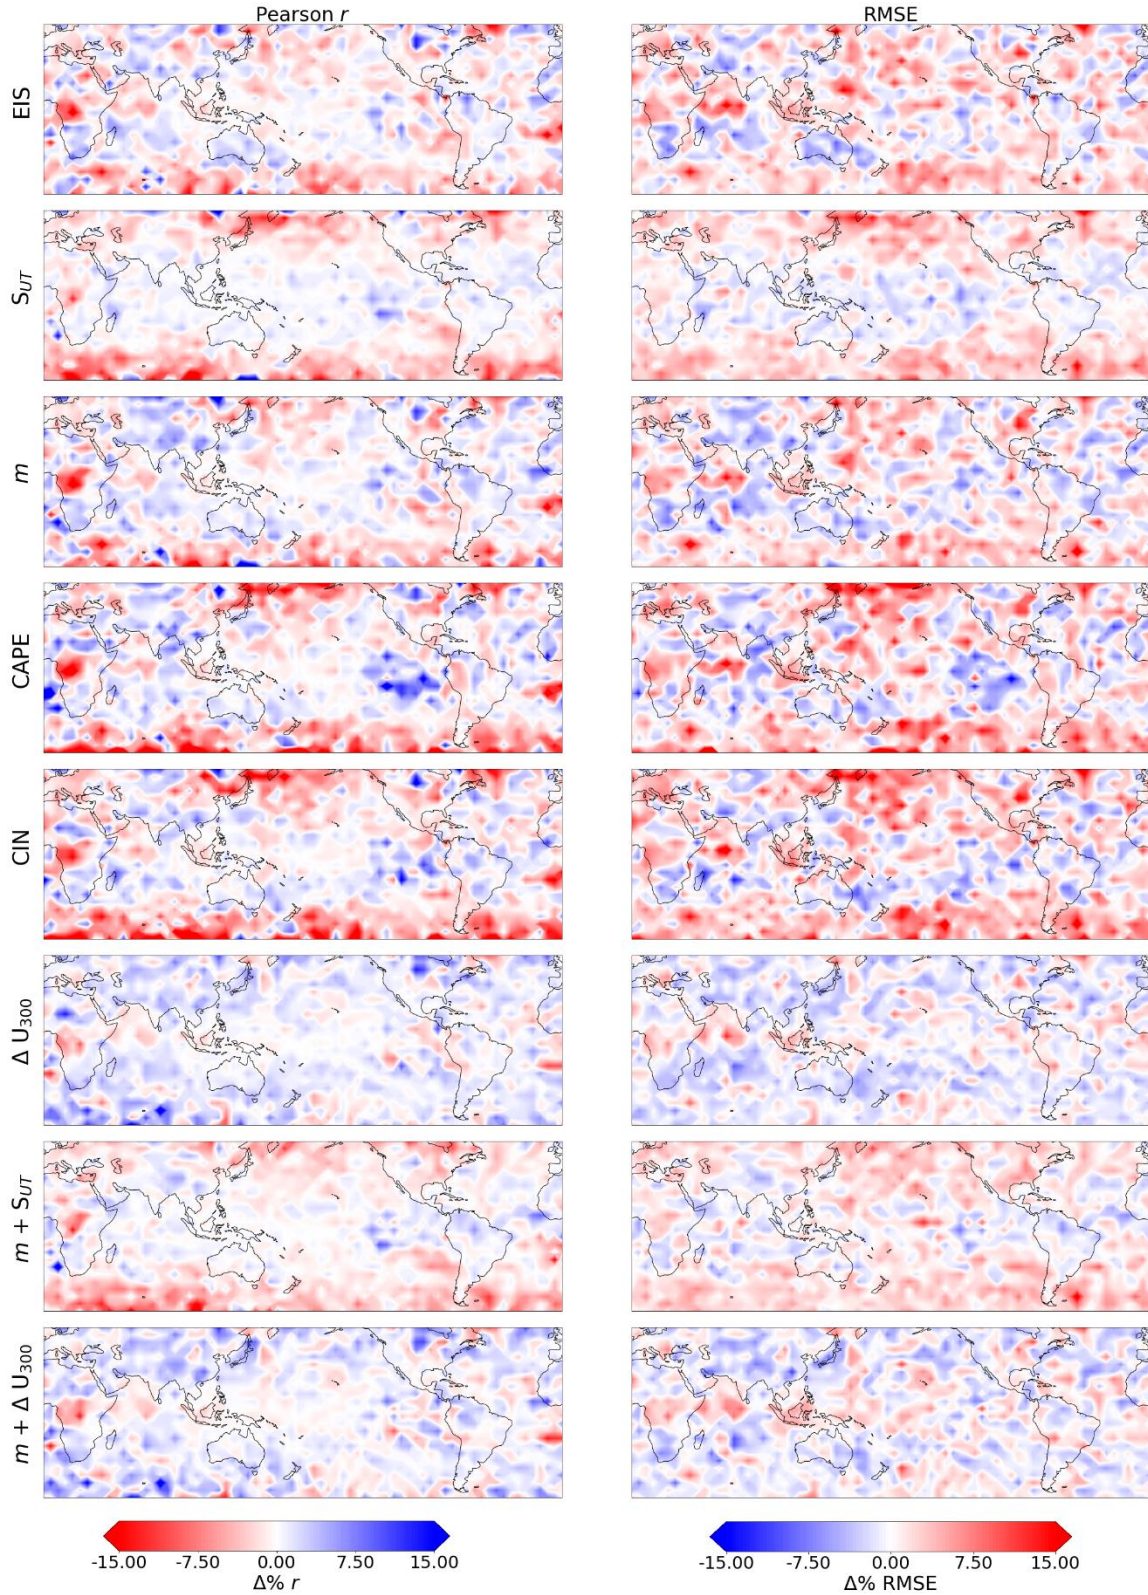 Pearson r
RMSE
EIS
S_UT
m
CAPE
CIN
Δ U₃₀₀
m + S_UT
m + Δ U₃₀₀
-15.00 -7.50 0.00 7.50 15.00
Δ% r
-15.00 -7.50 0.00 7.50 15.00
Δ% RMSE